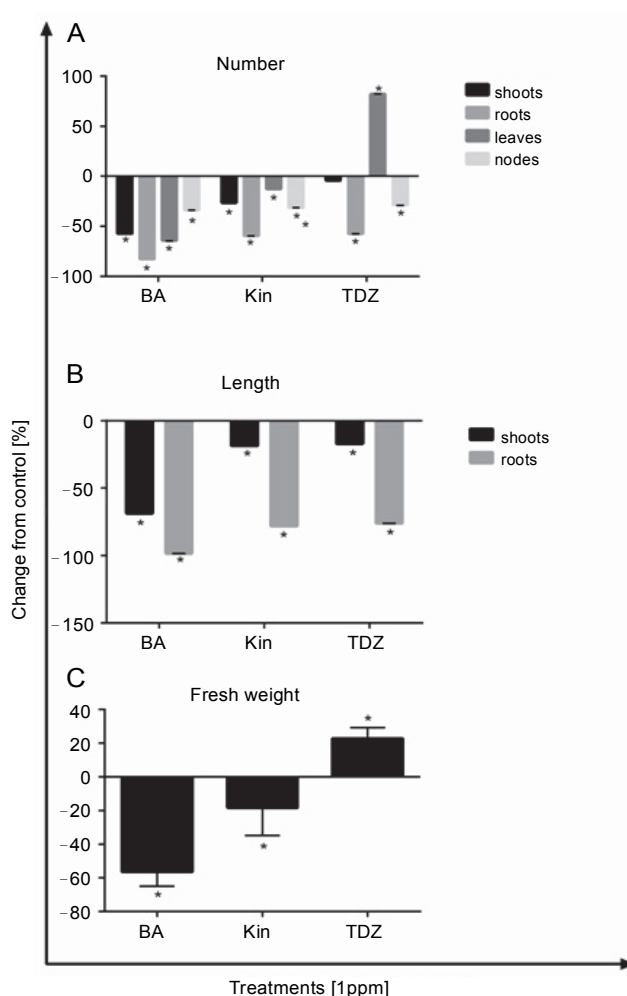 A
Number
100
50
0
−50
−100
BA Kin TDZ
shoots
roots
leaves
nodes
* * * * * * * * * * * *
B
Length
0
−50
−100
−150
BA Kin TDZ
shoots
roots
* * * * * *
C
Fresh weight
40
20
0
−20
−40
−60
−80
BA Kin TDZ
* * *
Change from control [%]
Treatments [1ppm]